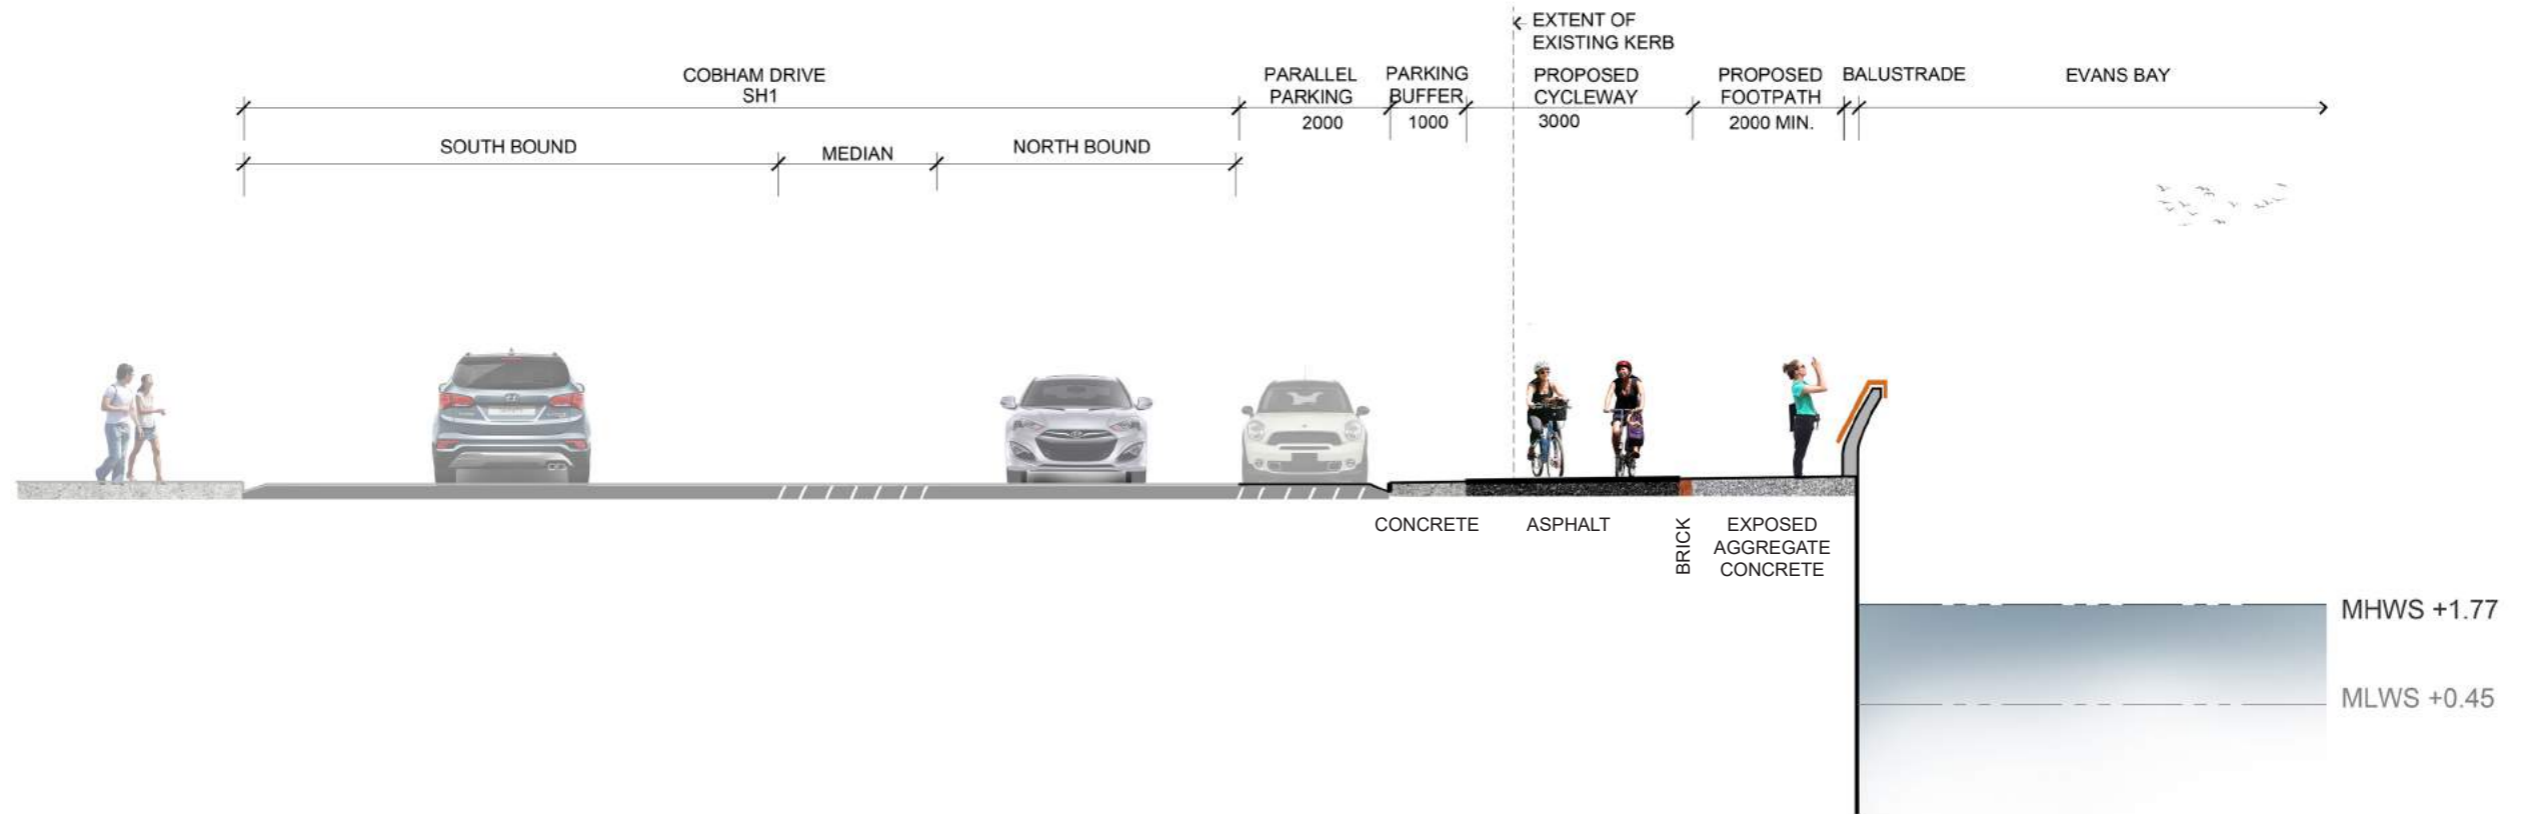 EXTENT OF
EXISTING KERB
COBHAM DRIVE
SH1
PARALLEL
PARKING
2000
PARKING
BUFFER
1000
PROPOSED
CYCLEWAY
3000
PROPOSED
FOOTPATH
2000 MIN.
BALUSTRADE
EVANS BAY
SOUTH BOUND
MEDIAN
NORTH BOUND
CONCRETE
ASPHALT
BRICK
EXPOSED
AGGREGATE
CONCRETE
MHWS +1.77
MLWS +0.45